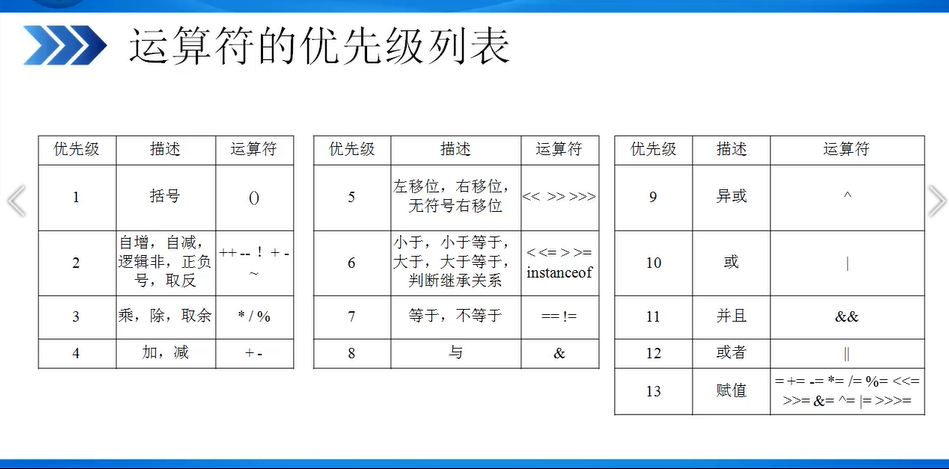 运算符的优先级列表
优先级 描述 运算符
1 括号 ()
2 自增，自减，逻辑非，正负号，取反 ++ -- ！ + - ~
3 乘，除，取余 * / %
4 加，减 + -
优先级 描述 运算符
5 左移位，右移位，无符号右移位 << >> >>>
6 小于，小于等于，大于，大于等于，判断继承关系 < <= > >= instanceof
7 等于，不等于 == !=
8 与 &
优先级 描述 运算符
9 异或 ^
10 或 |
11 并且 &&
12 或者 ||
13 赋值 = += -= *= /= %= <<= >>= &= ^= |= >>>=